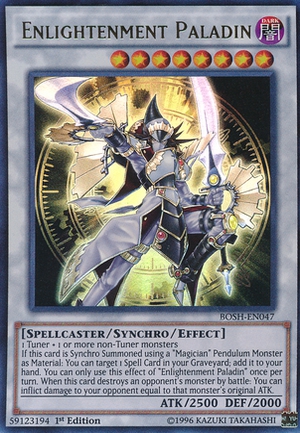 ENLIGHTENMENT PALADIN
DARK
闇
BOSH-EN047
[SPELLCASTER/SYNCHRO/EFFECT]
1 Tuner + 1 or more non-Tuner monsters
If this card is Synchro Summoned using a "Magician" Pendulum Monster
as Material: You can target 1 Spell Card in your Graveyard; add it to your
hand. You can only use this effect of "Enlightenment Paladin" once per
turn. When this card destroys an opponent's monster by battle: You can
inflict damage to your opponent equal to that monster's original ATK.
ATK/2500 DEF/2000
59123194 1st Edition ©1996 KAZUKI TAKAHASHI